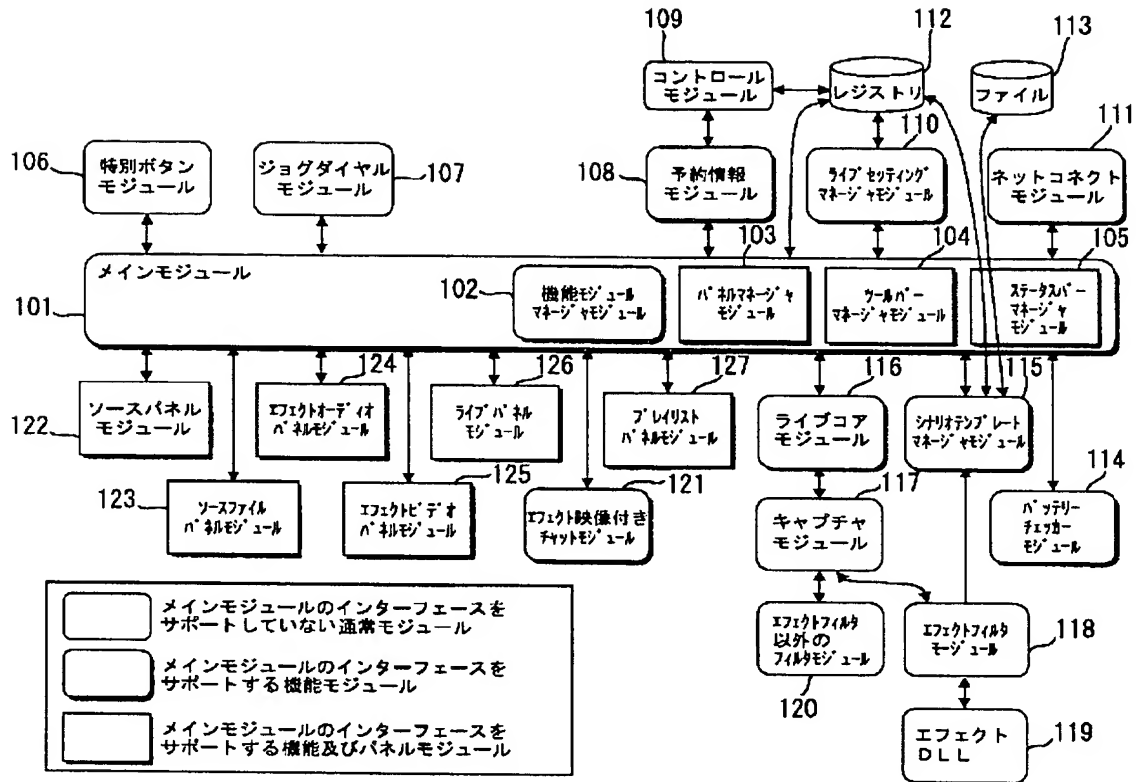 109
コントロール
モジュール
112
レジストリ
113
ファイル
106
特別ボタン
モジュール
ジョグダイヤル
モジュール
107
108
予約情報
モジュール
110
ライブセッティング
マネージャモジュール
111
ネットコネクト
モジュール
メインモジュール
101
102
機能モジュール
マネージャモジュール
103
パネルマネージャ
モジュール
104
ツールバー
マネージャモジュール
105
ステータスバー
マネージャ
モジュール
122
ソースパネル
モジュール
124
エフェクトオーディオ
パネルモジュール
126
ライブパネル
モジュール
127
プレイリスト
パネルモジュール
116
ライブコア
モジュール
115
シナリオテンプレート
マネージャモジュール
123
ソースファイル
パネルモジュール
125
エフェクトビデオ
パネルモジュール
121
エフェクト映像付き
チャットモジュール
117
キャプチャ
モジュール
114
バッテリー
チェッカー
モジュール
エフェクトフィルタ
以外の
フィルタモジュール
120
エフェクトフィルタ
モージュール
118
エフェクト
DLL
119
メインモジュールのインターフェースを
サポートしていない通常モジュール
メインモジュールのインターフェースを
サポートする機能モジュール
メインモジュールのインターフェースを
サポートする機能及びパネルモジュール